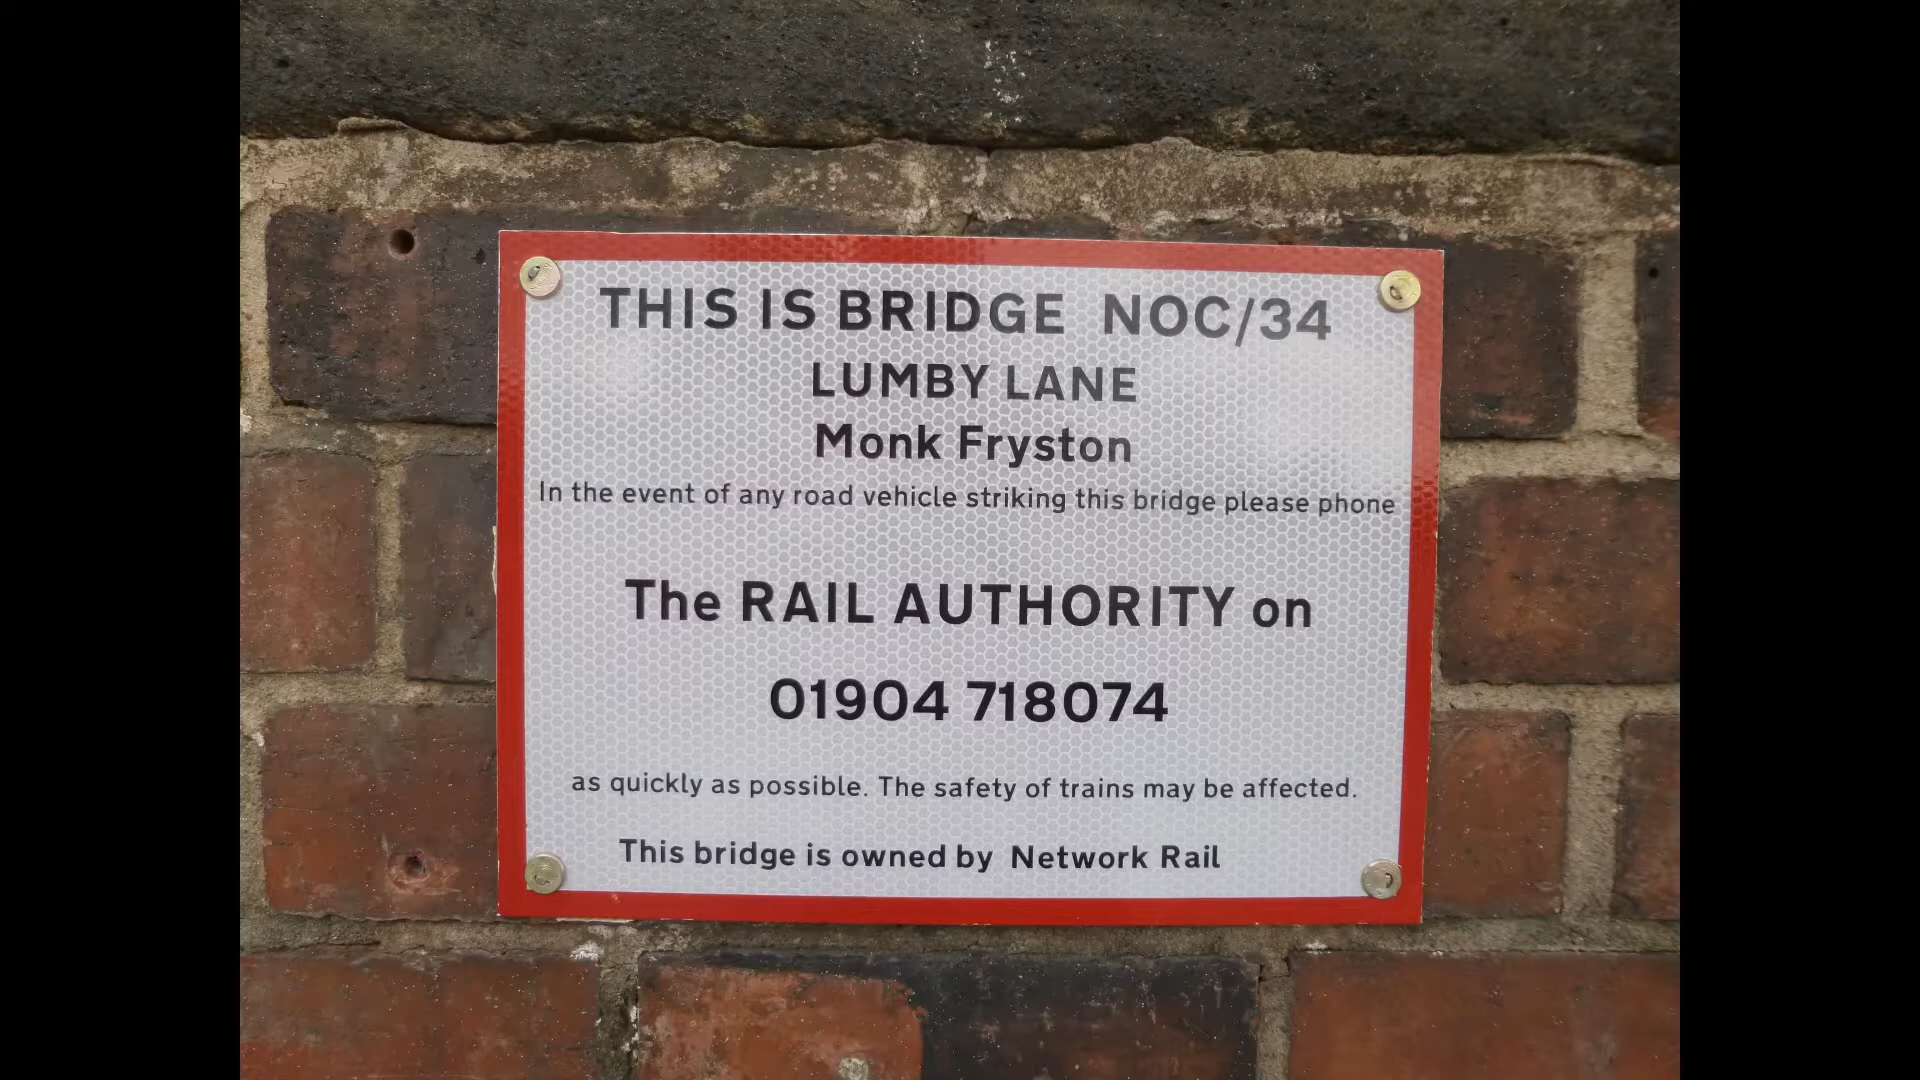 THIS IS BRIDGE NOC/34
LUMBY LANE
Monk Fryston
In the event of any road vehicle striking this bridge please phone
The RAIL AUTHORITY on
01904 718074
as quickly as possible. The safety of trains may be affected.
This bridge is owned by Network Rail